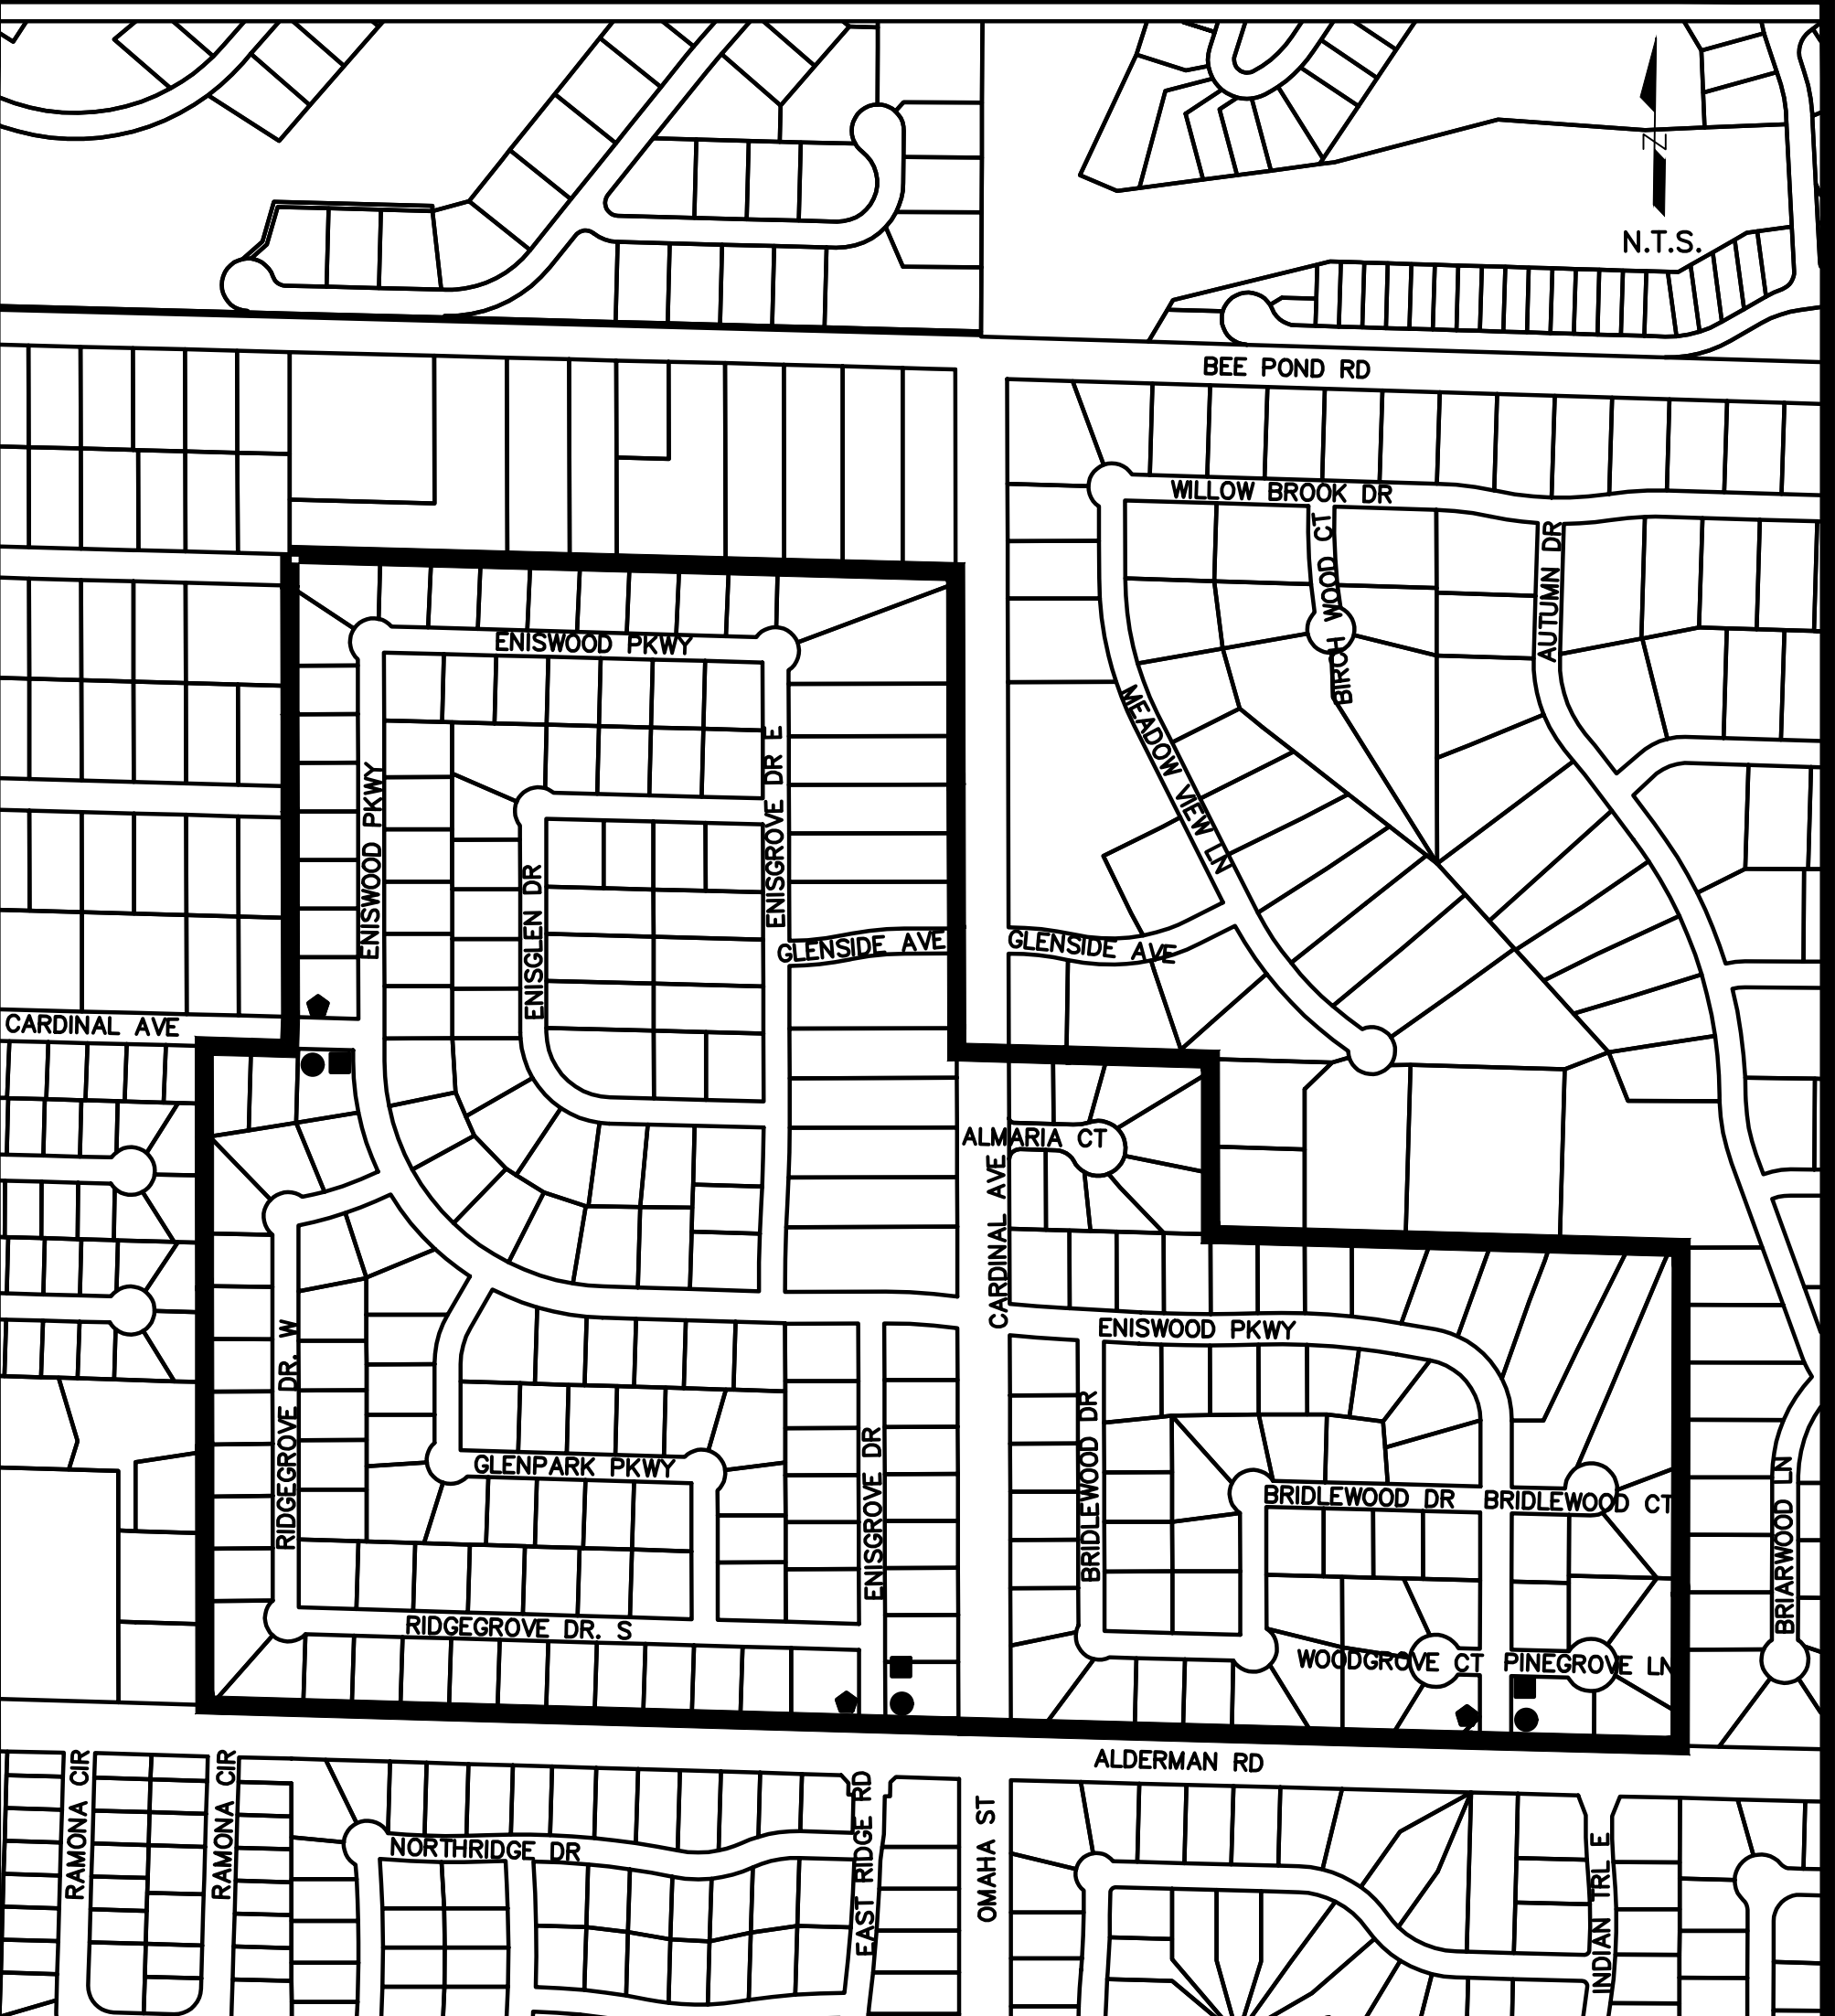 Z
N.T.S.
BEE POND RD
WILLOW BROOK DR
BIRCH WOOD CT
AUTUMN DR
ENISWOOD PKWY
MEADOW VIEW LN
ENISGROVE DR E
ENISWOOD PKWY
ENISGLEN DR
GLENSIDE AVE
GLENSIDE AVE
CARDINAL AVE
ALMARIA CT
CARDINAL AVE
ENISWOOD PKWY
RIDGEGROVE DR. W
BRIDLEWOOD DR
GLENPARK PKWY
ENISGROVE DR
BRIDLEWOOD DR
BRIDLEWOOD CT
BRIARWOOD LN
RIDGEGROVE DR. S
WOODGROVE CT
PINEGROVE LN
ALDERMAN RD
RAMONA CIR
RAMONA CIR
NORTHRIDGE DR
EAST RIDGE RD
OMAHA ST
INDIAN TRL E